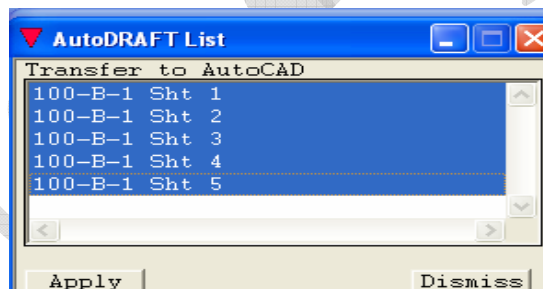 AutoDRAFT List
Transfer to AutoCAD
100-B-1 Sht 1
100-B-1 Sht 2
100-B-1 Sht 3
100-B-1 Sht 4
100-B-1 Sht 5
Apply Dismiss